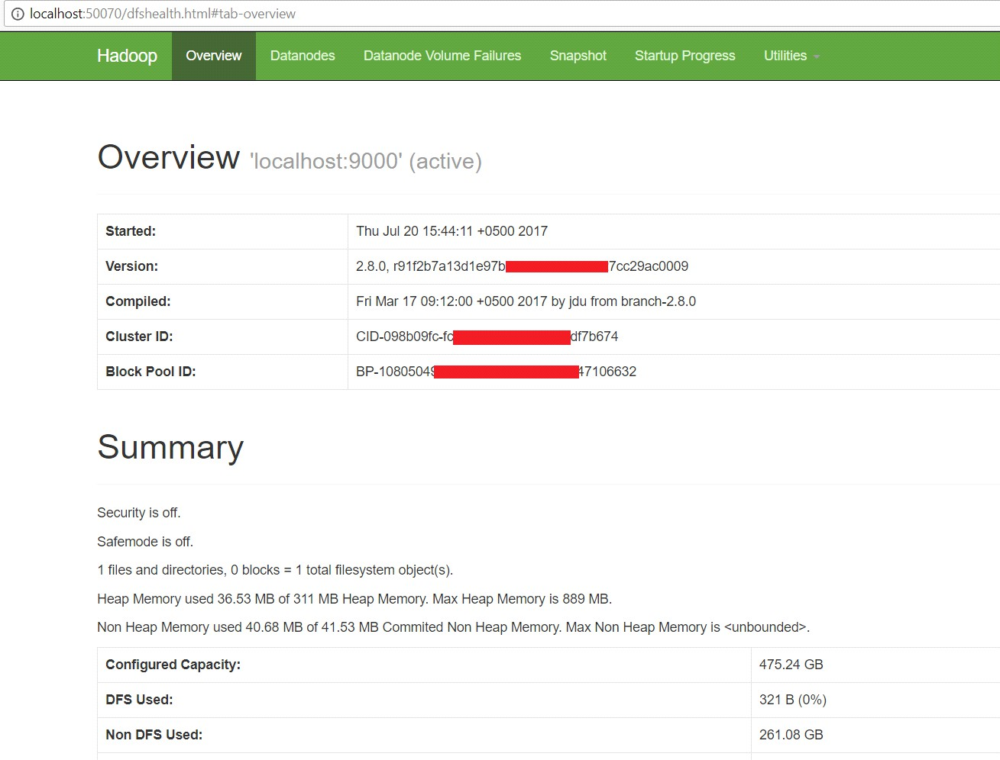 localhost:50070/dfshealth.html#tab-overview
Hadoop Overview Datanodes Datanode Volume Failures Snapshot Startup Progress Utilities
Overview 'localhost:9000' (active)
Started: Thu Jul 20 15:44:11 +0500 2017
Version: 2.8.0, r91f2b7a13d1e97b 7cc29ac0009
Compiled: Fri Mar 17 09:12:00 +0500 2017 by jdu from branch-2.8.0
Cluster ID: CID-098b09fc-fc df7b674
Block Pool ID: BP-10805049 47106632
Summary
Security is off.
Safemode is off.
1 files and directories, 0 blocks = 1 total filesystem object(s).
Heap Memory used 36.53 MB of 311 MB Heap Memory. Max Heap Memory is 889 MB.
Non Heap Memory used 40.68 MB of 41.53 MB Commited Non Heap Memory. Max Non Heap Memory is <unbounded>.
Configured Capacity: 475.24 GB
DFS Used: 321 B (0%)
Non DFS Used: 261.08 GB